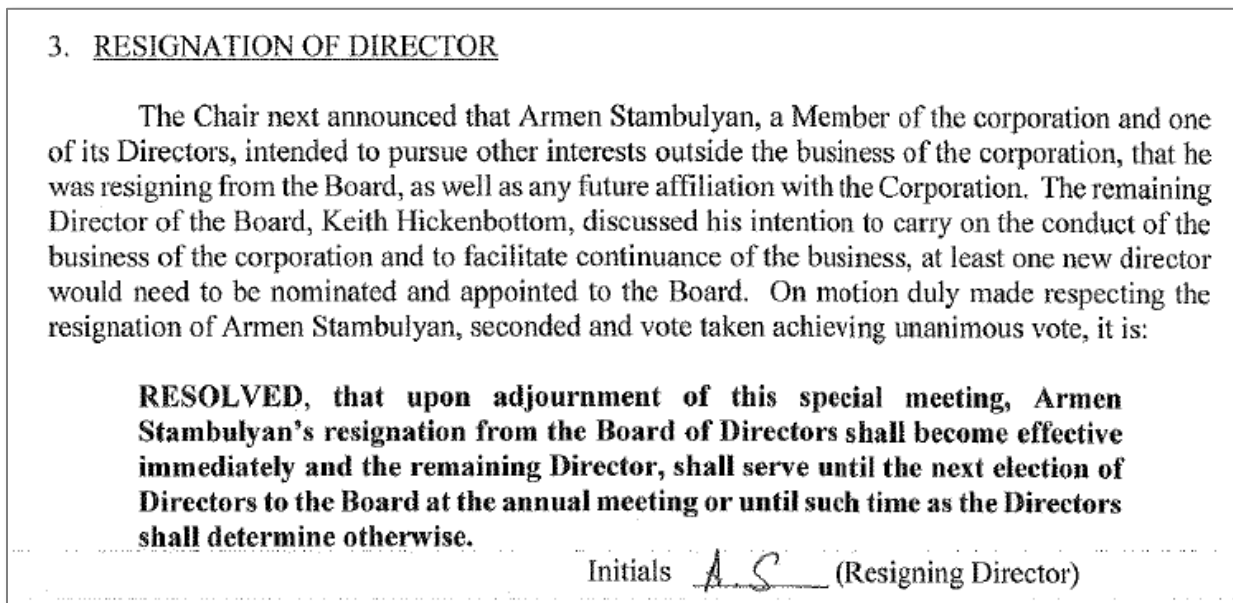 3. RESIGNATION OF DIRECTOR
The Chair next announced that Armen Stambulyan, a Member of the corporation and one
of its Directors, intended to pursue other interests outside the business of the corporation, that he
was resigning from the Board, as well as any future affiliation with the Corporation. The remaining
Director of the Board, Keith Hickenbottom, discussed his intention to carry on the conduct of the
business of the corporation and to facilitate continuance of the business, at least one new director
would need to be nominated and appointed to the Board. On motion duly made respecting the
resignation of Armen Stambulyan, seconded and vote taken achieving unanimous vote, it is:
RESOLVED, that upon adjournment of this special meeting, Armen
Stambulyan's resignation from the Board of Directors shall become effective
immediately and the remaining Director, shall serve until the next election of
Directors to the Board at the annual meeting or until such time as the Directors
shall determine otherwise.
Initials A.S (Resigning Director)